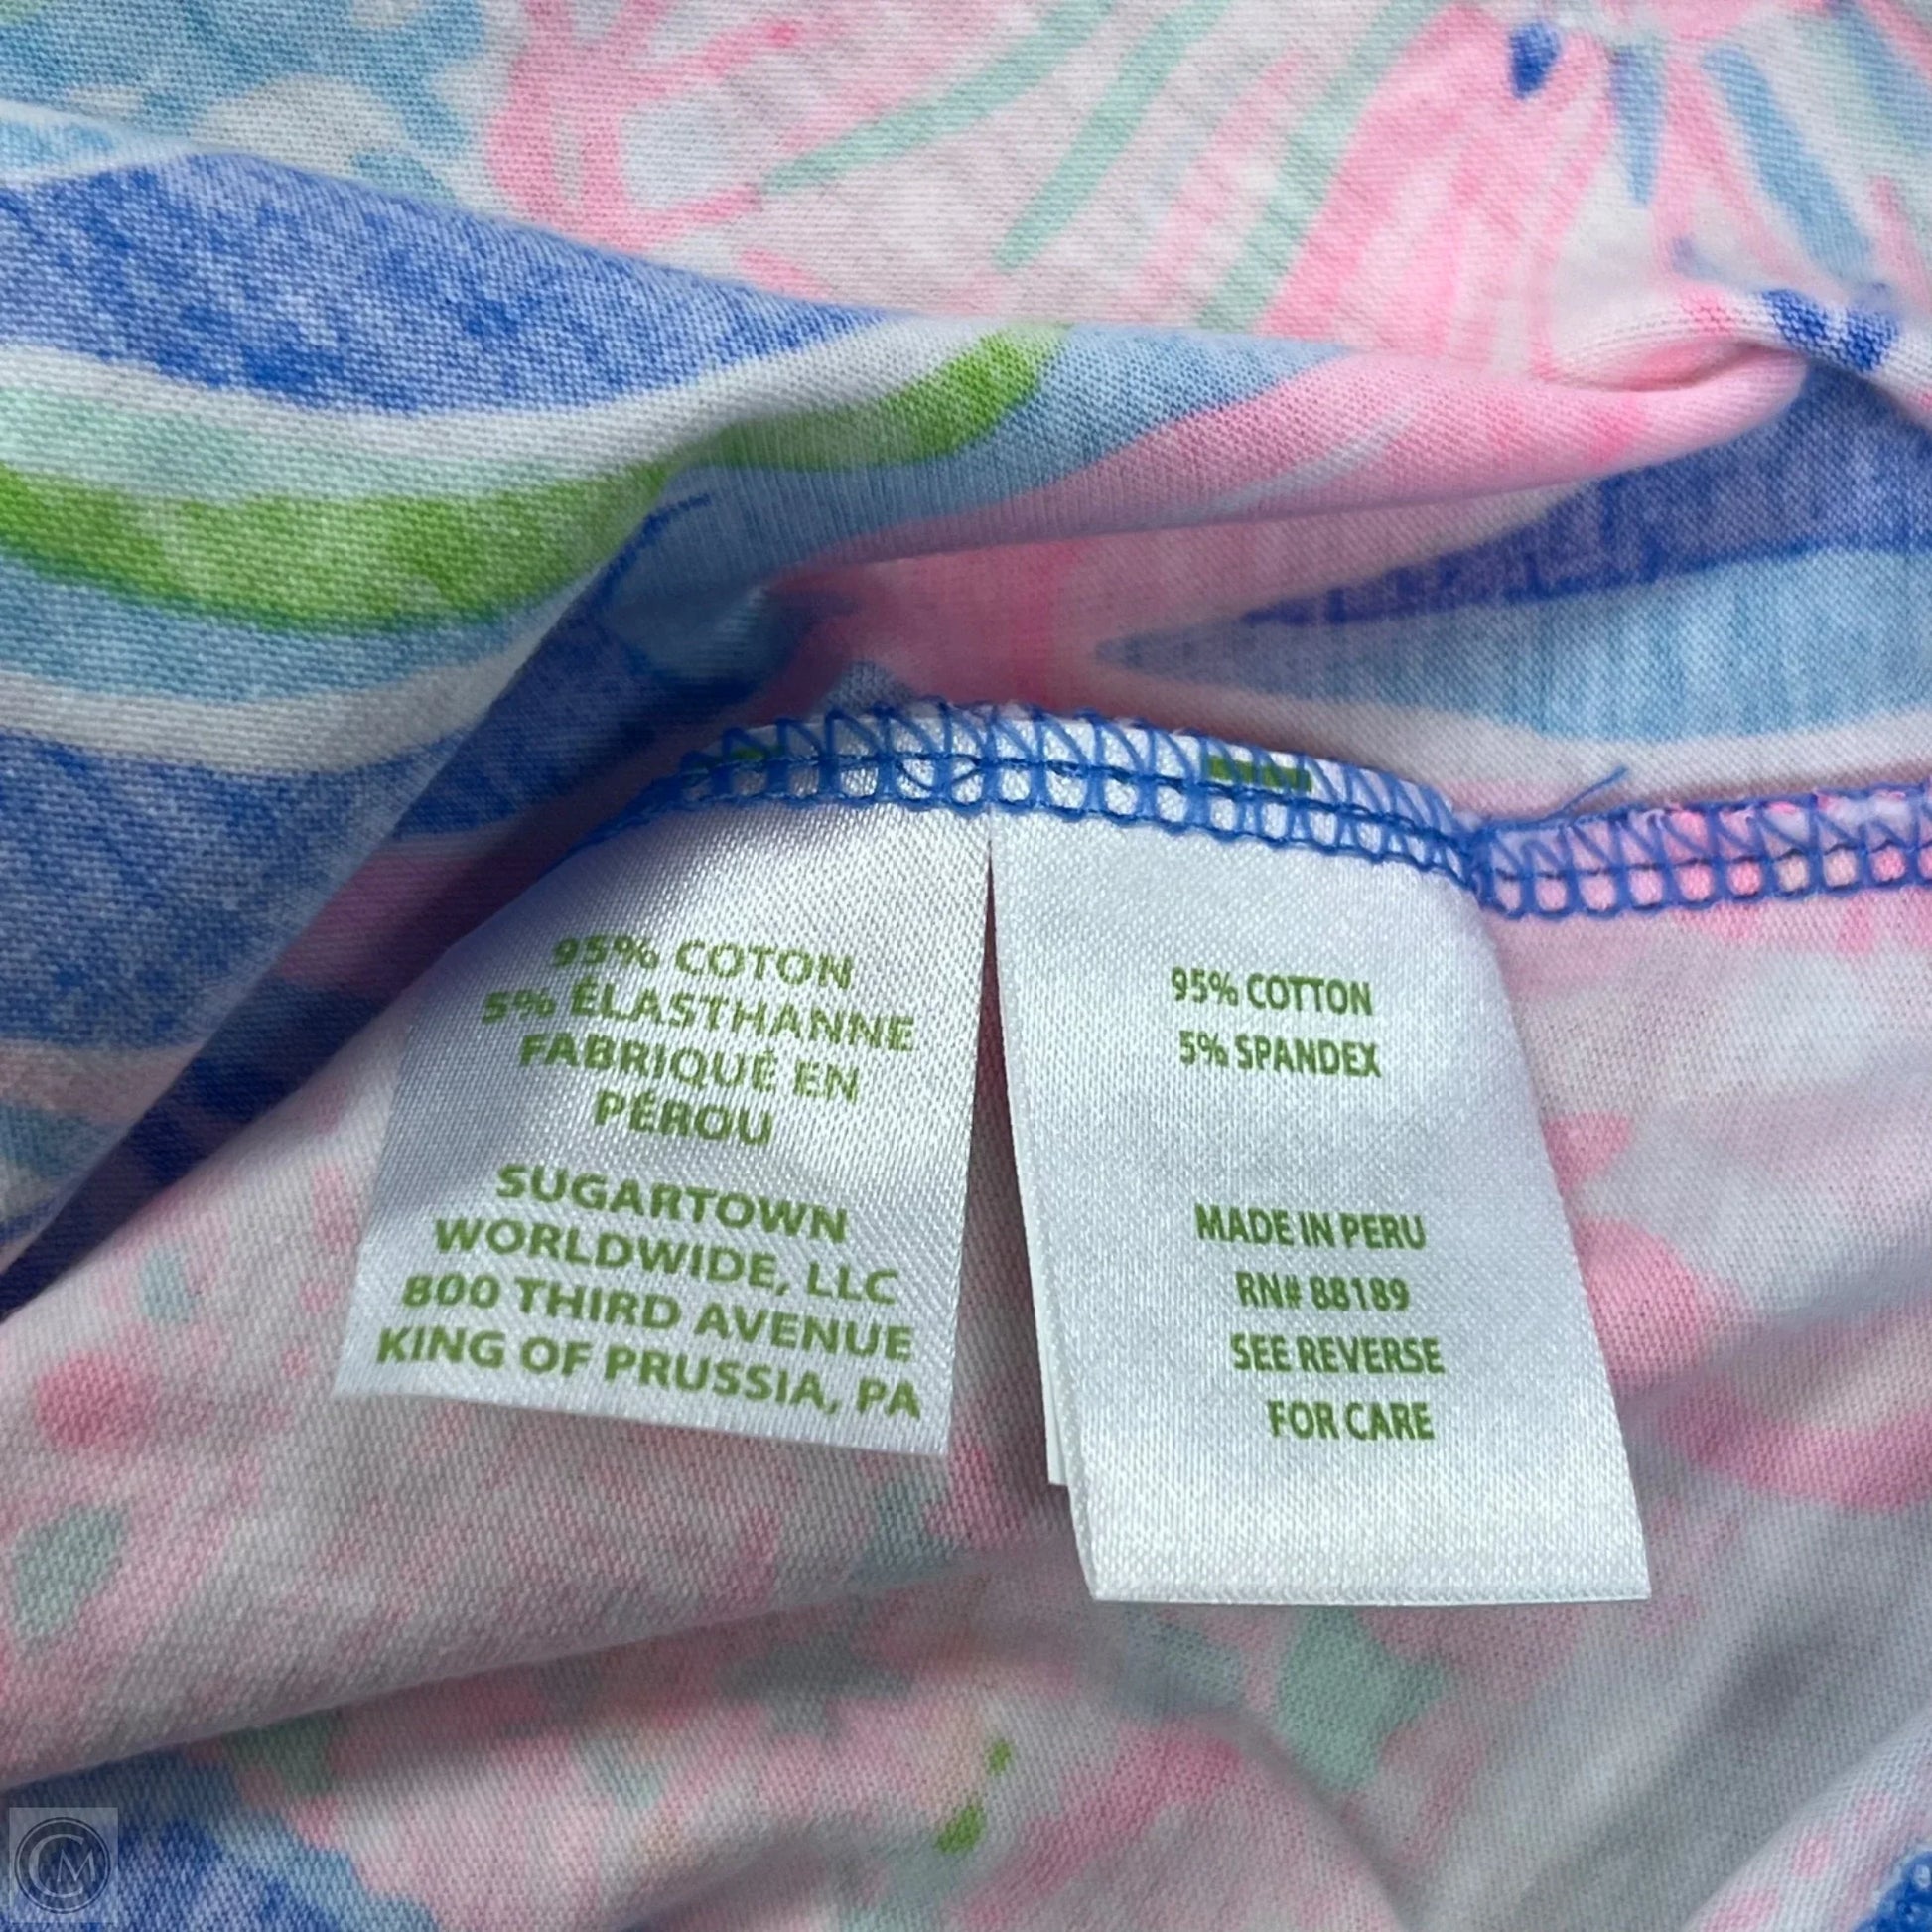 95% COTON
5% ÉLASTHANNE
FABRIQUÉ EN
PÉROU
SUGARTOWN
WORLDWIDE, LLC
800 THIRD AVENUE
KING OF PRUSSIA, PA
95% COTTON
5% SPANDEX
MADE IN PERU
RN# 88189
SEE REVERSE
FOR CARE
CM